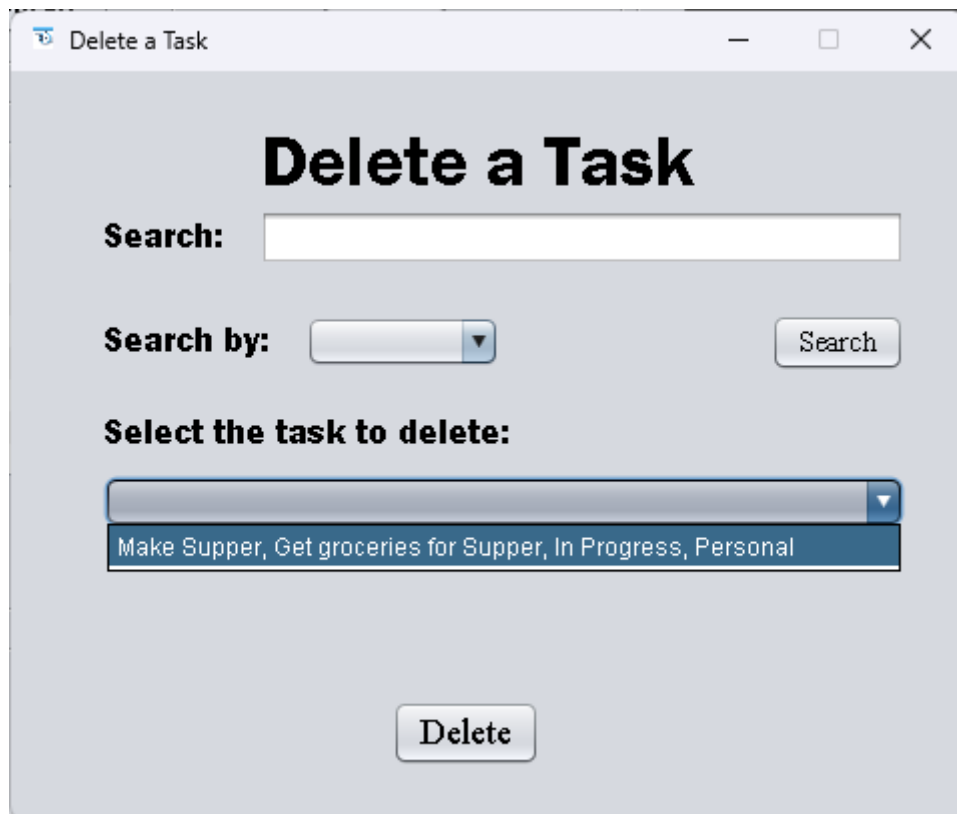 Delete a Task
Delete a Task
Search:
Search by:
Search
Select the task to delete:
Make Supper, Get groceries for Supper, In Progress, Personal
Delete